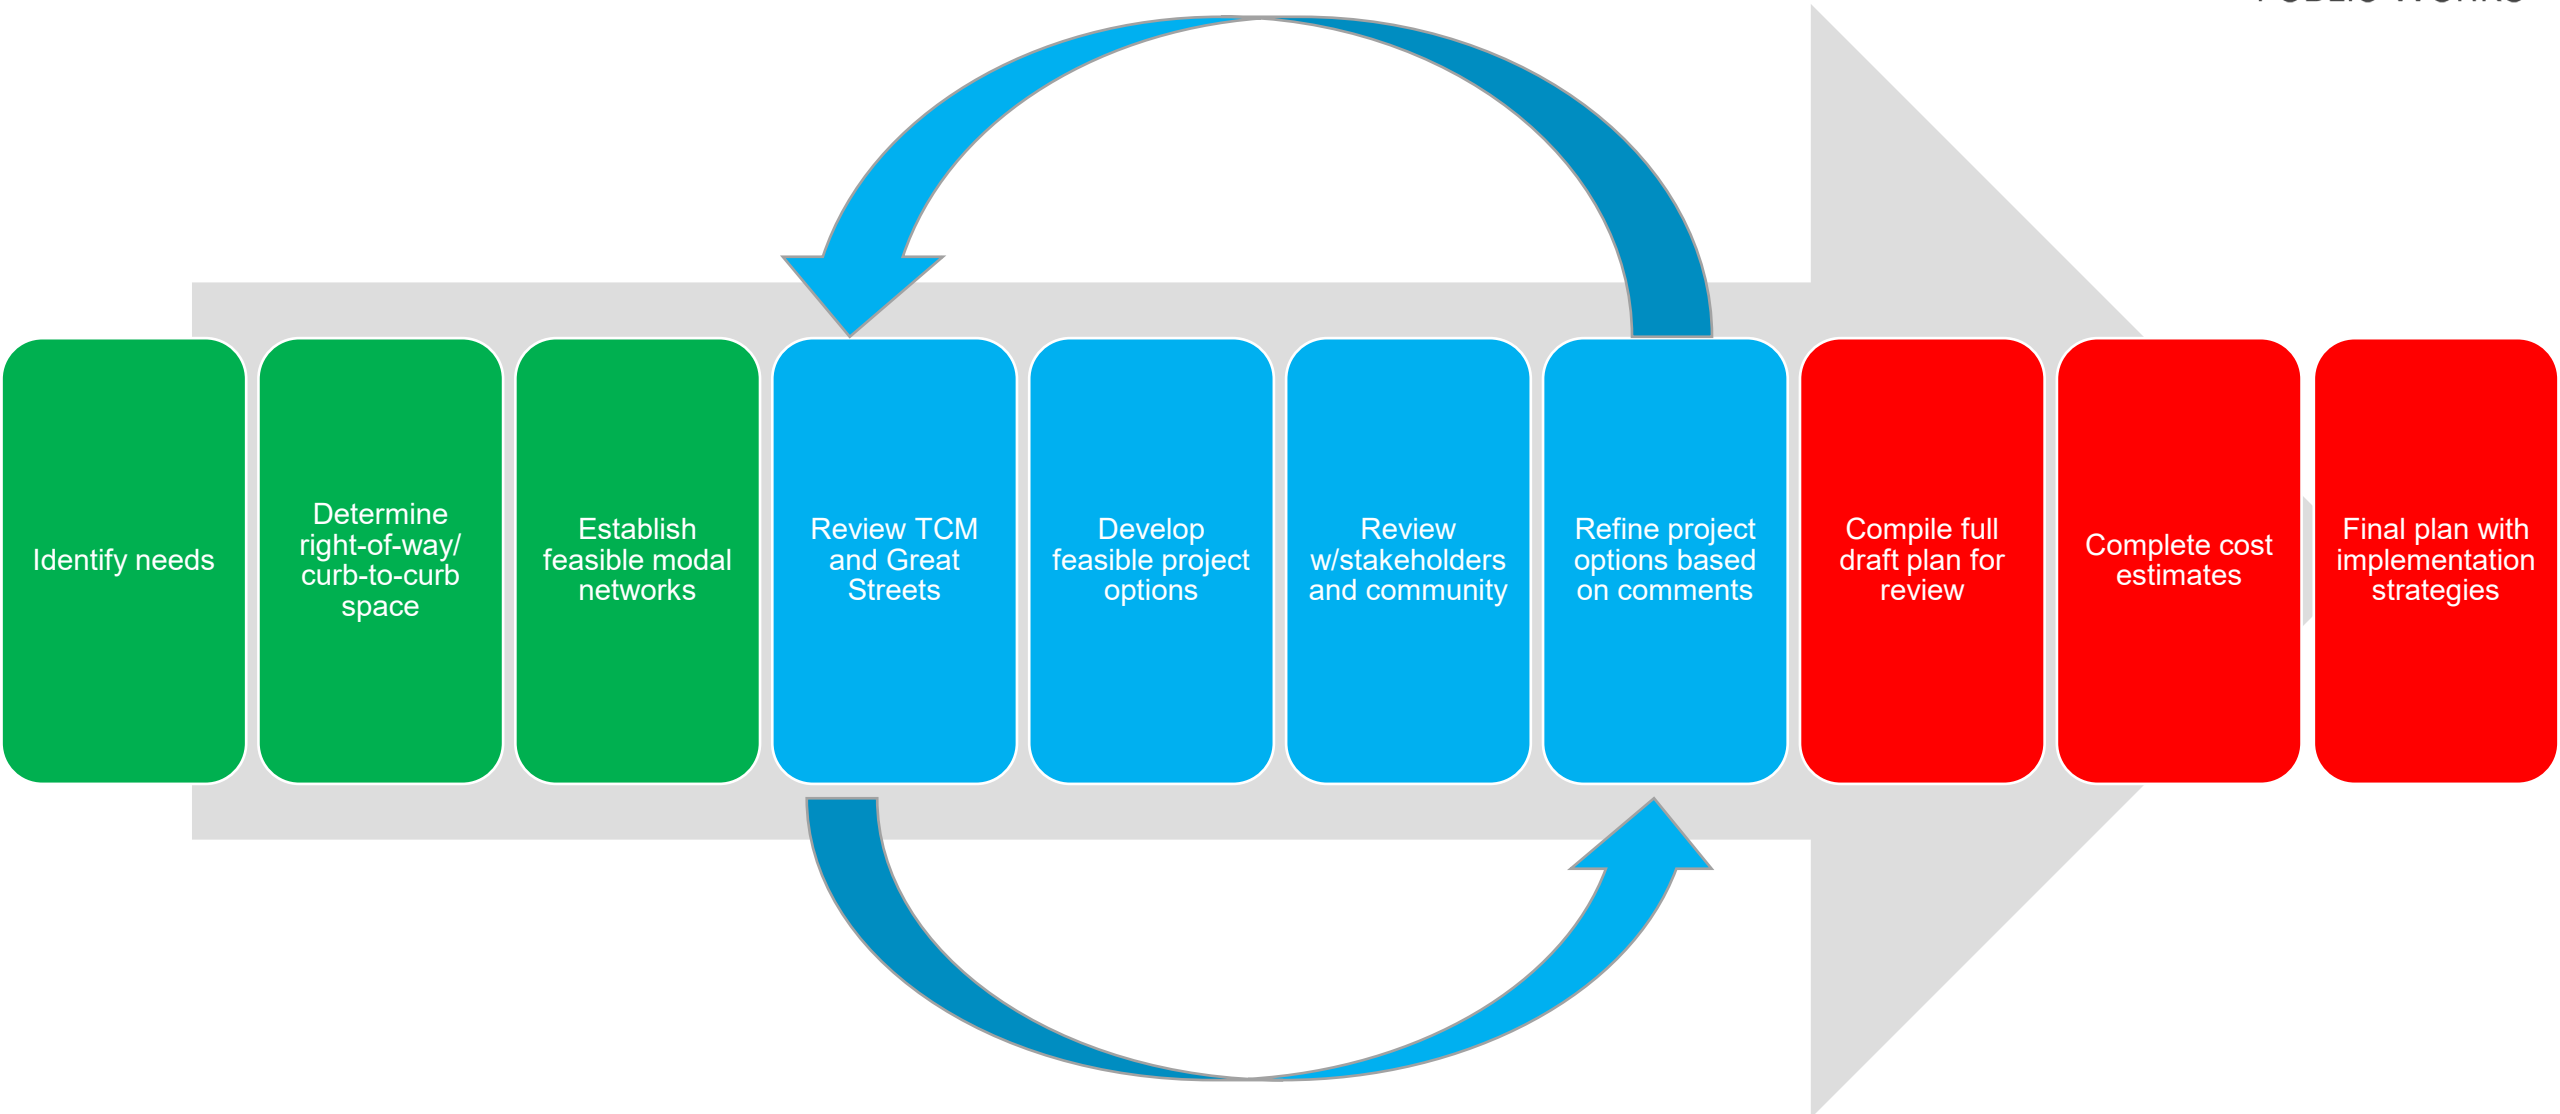 PUBLIC WORKS
Identify needs
Determine
right-of-way/
curb-to-curb
space
Establish
feasible modal
networks
Review TCM
and Great
Streets
Develop
feasible project
options
Review
w/stakeholders
and community
Refine project
options based
on comments
Compile full
draft plan for
review
Complete cost
estimates
Final plan with
implementation
strategies